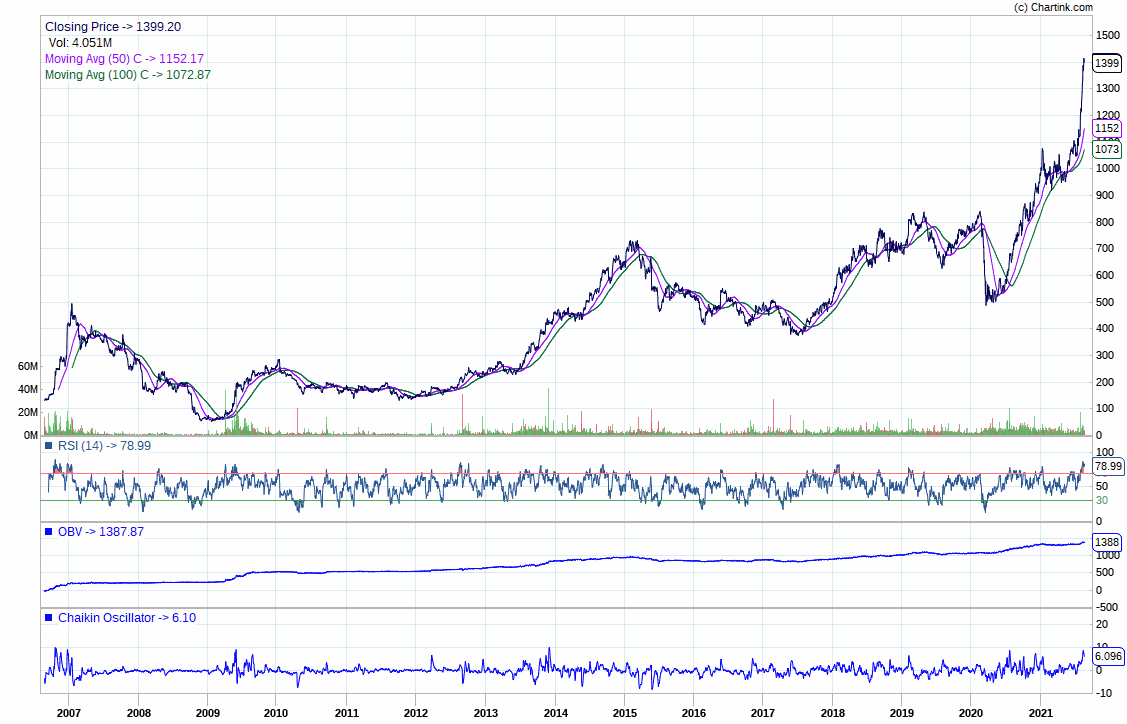 (c) Chartink.com
Closing Price -> 1399.20
Vol: 4.051M
Moving Avg (50) C -> 1152.17
Moving Avg (100) C -> 1072.87
1500
1399
1300
1200
1152
1073
1000
900
800
700
600
500
400
300
200
100
0
60M
40M
20M
0M
RSI (14) -> 78.99
100
78.99
50
30
0
OBV -> 1387.87
1388
1000
500
0
-500
Chaikin Oscillator -> 6.10
20
10
6.096
0
-10
2007 2008 2009 2010 2011 2012 2013 2014 2015 2016 2017 2018 2019 2020 2021